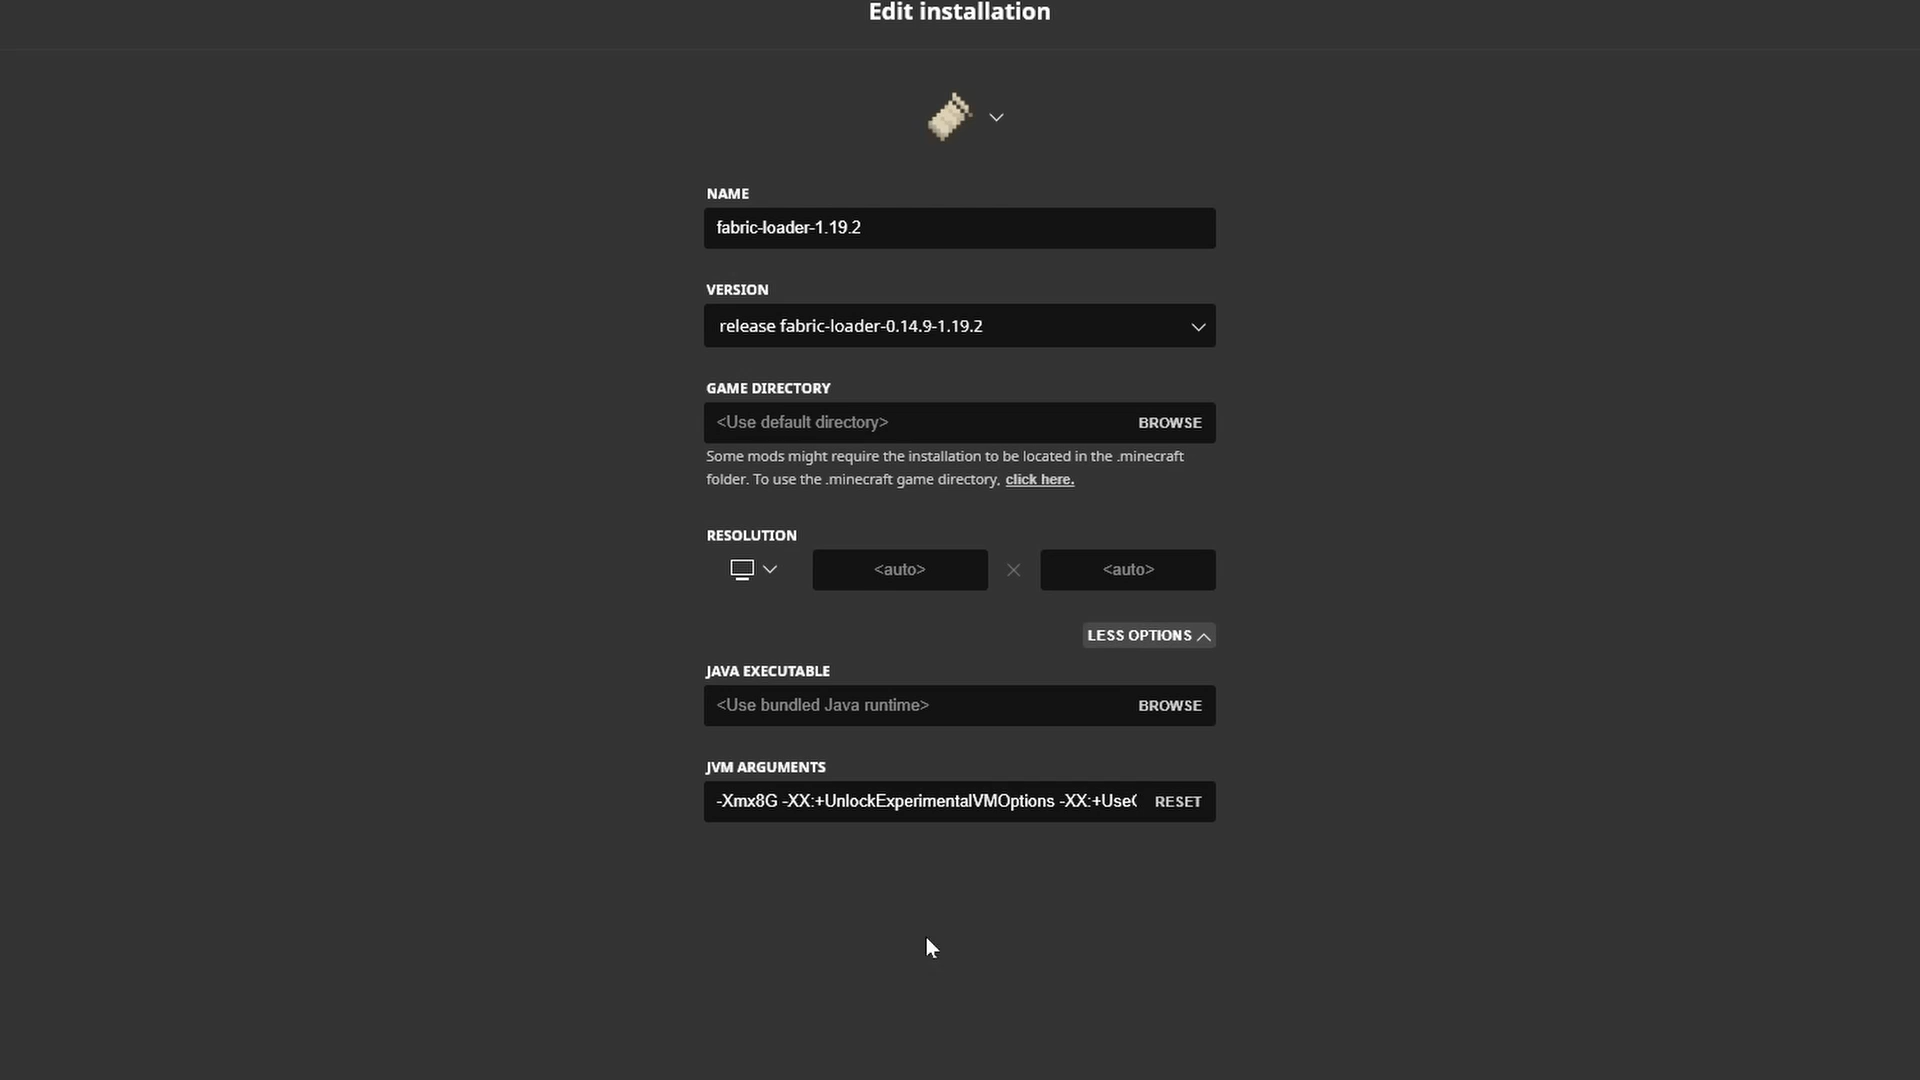 Edit installation
NAME
fabric-loader-1.19.2
VERSION
release fabric-loader-0.14.9-1.19.2
GAME DIRECTORY
<Use default directory> BROWSE
Some mods might require the installation to be located in the .minecraft
folder. To use the .minecraft game directory, click here.
RESOLUTION
<auto> <auto>
LESS OPTIONS
JAVA EXECUTABLE
<Use bundled Java runtime> BROWSE
JVM ARGUMENTS
-Xmx8G -XX:+UnlockExperimentalVMOptions -XX:+Use RESET